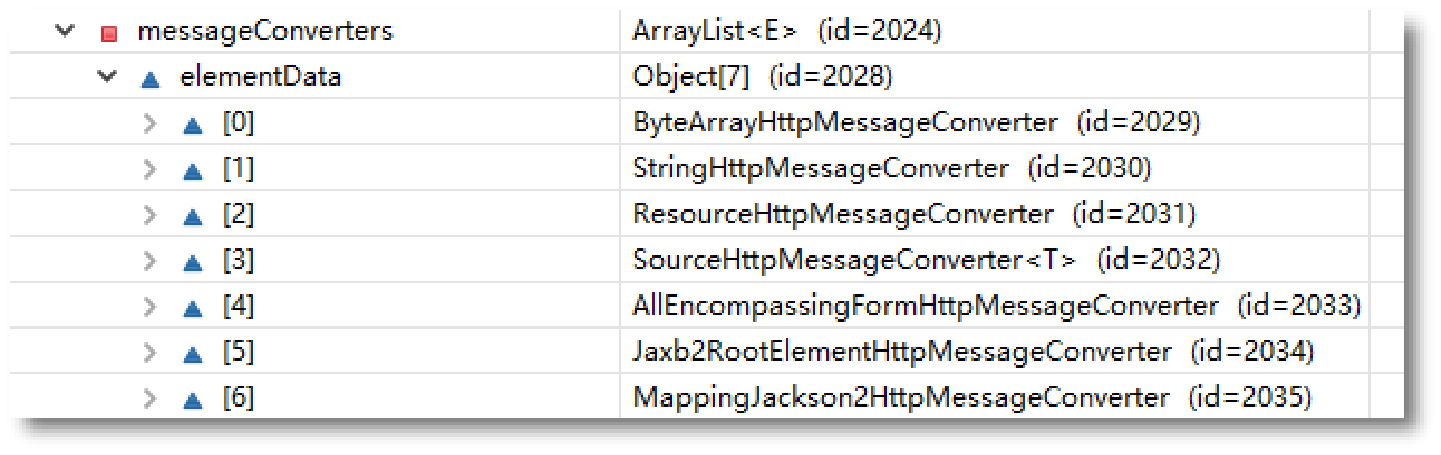 messageConverters ArrayList<E> (id=2024)
elementData Object[7] (id=2028)
[0] ByteArrayHttpMessageConverter (id=2029)
[1] StringHttpMessageConverter (id=2030)
[2] ResourceHttpMessageConverter (id=2031)
[3] SourceHttpMessageConverter<T> (id=2032)
[4] AllEncompassingFormHttpMessageConverter (id=2033)
[5] Jaxb2RootElementHttpMessageConverter (id=2034)
[6] MappingJackson2HttpMessageConverter (id=2035)